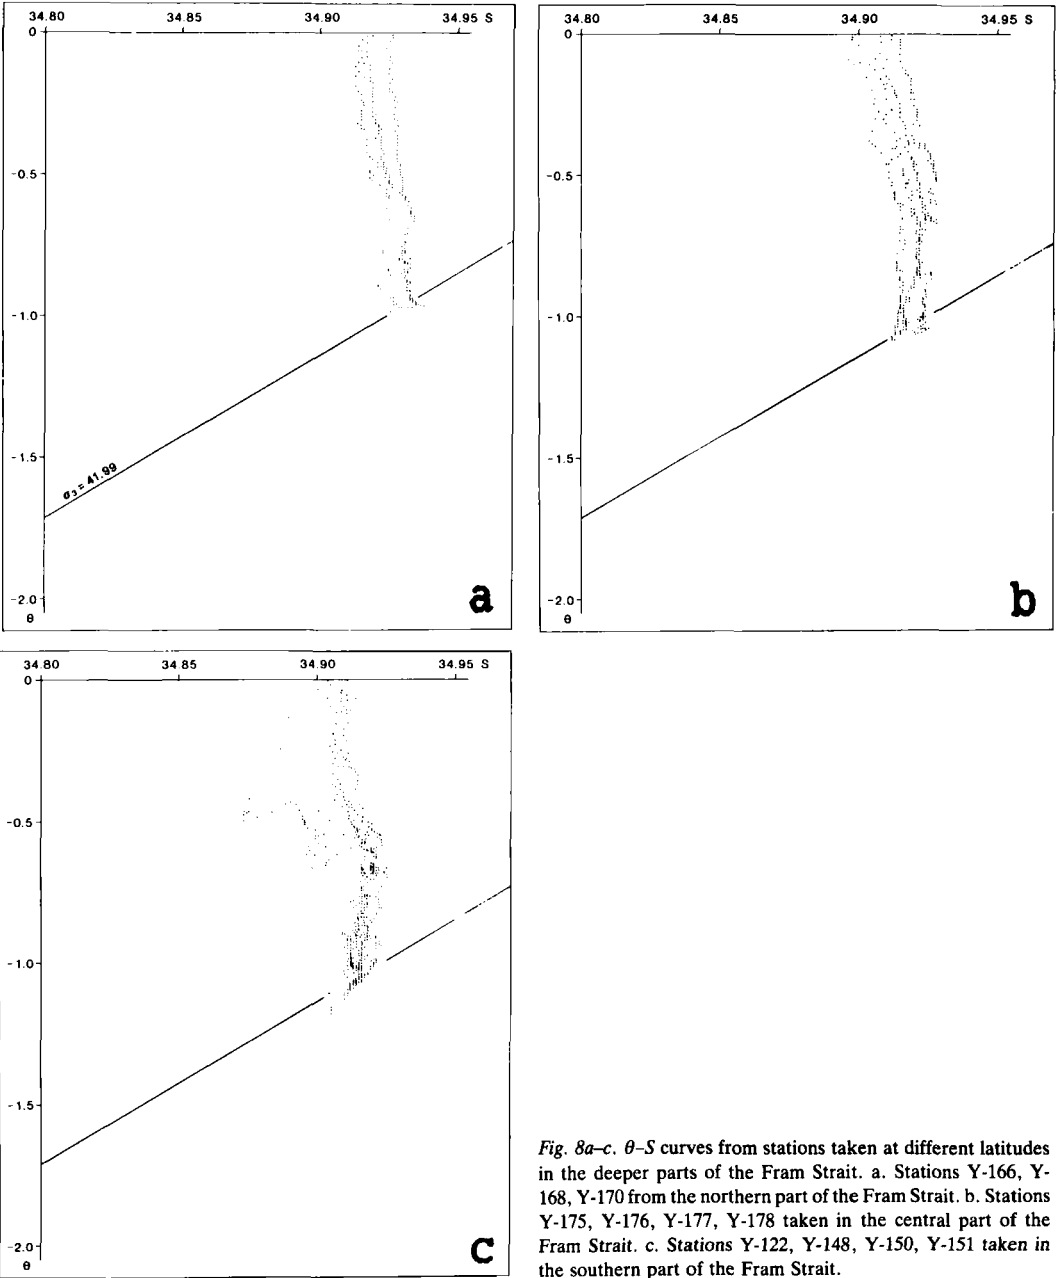 34.80 34.85 34.90 34.95 S
0
-0.5
-1.0
-1.5
-2.0
θ
σ3 = 41.99
a
34.80 34.85 34.90 34.95 S
0
-0.5
-1.0
-1.5
-2.0
θ
b
34.80 34.85 34.90 34.95 S
0
-0.5
-1.0
-1.5
-2.0
θ
c
Fig. 8a–c. θ–S curves from stations taken at different latitudes
in the deeper parts of the Fram Strait. a. Stations Y-166, Y-
168, Y-170 from the northern part of the Fram Strait. b. Stations
Y-175, Y-176, Y-177, Y-178 taken in the central part of the
Fram Strait. c. Stations Y-122, Y-148, Y-150, Y-151 taken in
the southern part of the Fram Strait.